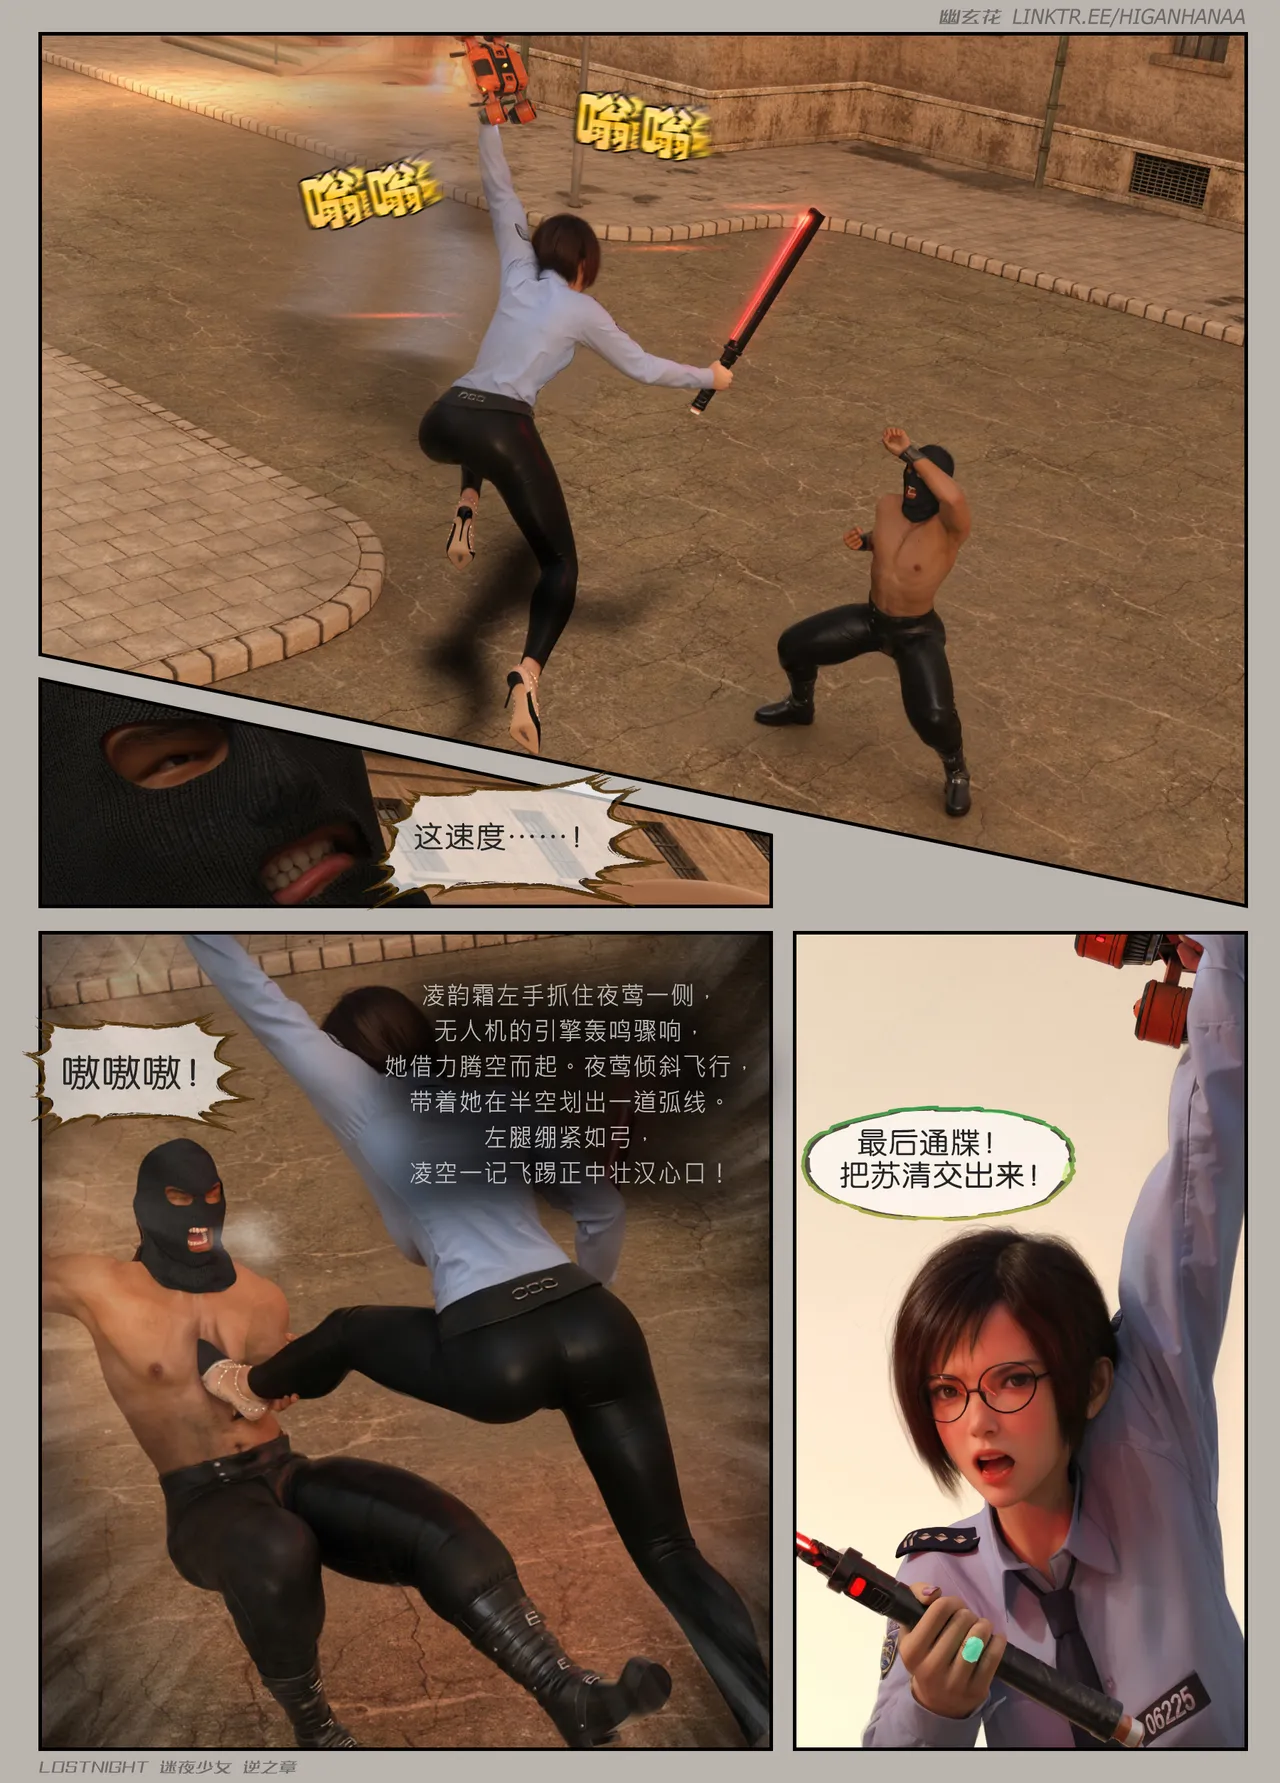 幽玄花 LINKTR.EE/HIGANHANAA
嗡嗡
嗡嗡
这速度……!
凌韵霜左手抓住夜莺一侧，
无人机的引擎轰鸣骤响，
她借力腾空而起。夜莺倾斜飞行，
带着她在半空划出一道弧线。
左腿绷紧如弓，
凌空一记飞踢正中壮汉心口！
嗷嗷嗷!
最后通牒!
把苏清交出来!
06225
LOSTNIGHT 迷夜少女 逆之章